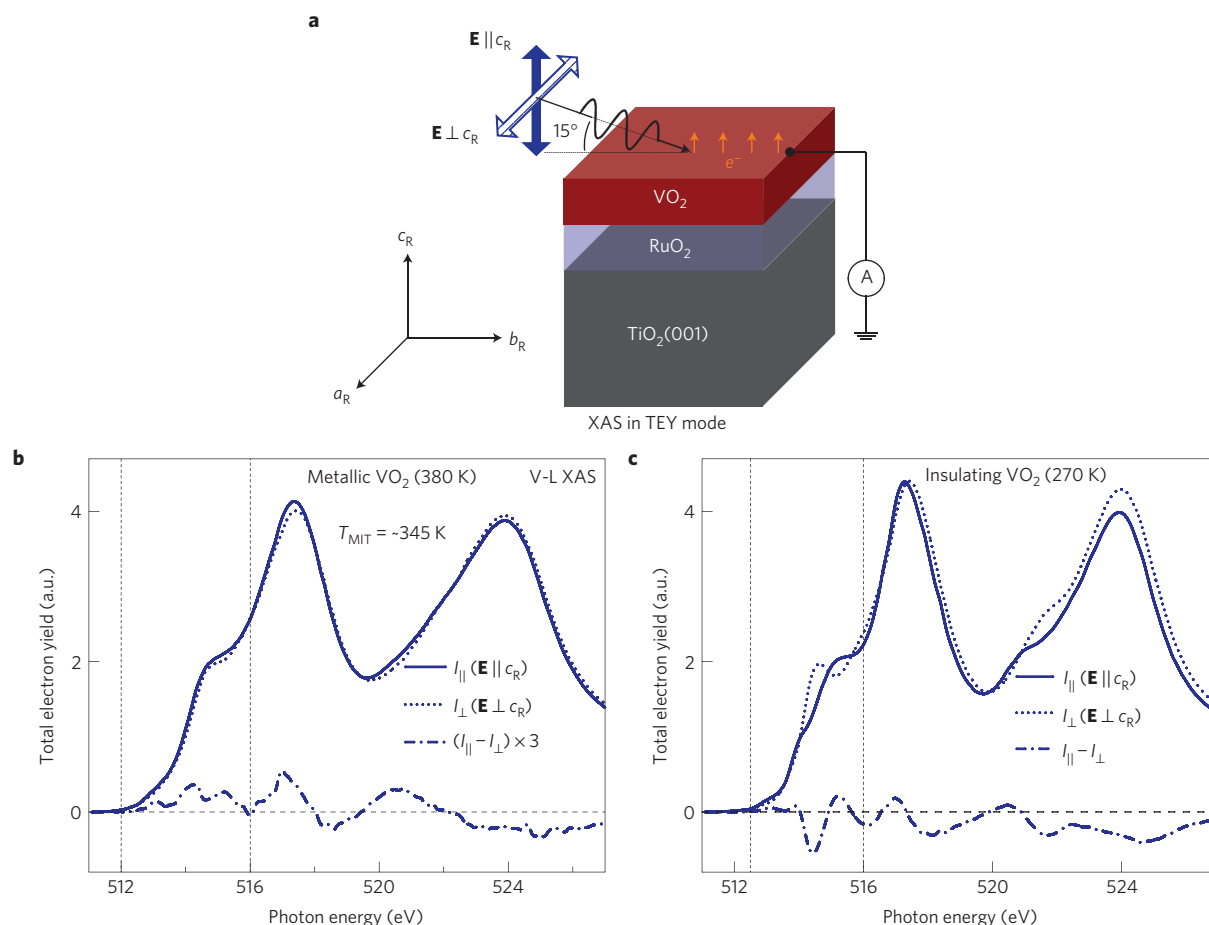 a
E || c_R
E ⊥ c_R
15°
e⁻
VO₂
c_R
RuO₂
A
b_R
TiO₂(001)
a_R
XAS in TEY mode
b
Metallic VO₂ (380 K)
V-L XAS
T_MIT = ~345 K
I_|| (E || c_R)
I_⊥ (E ⊥ c_R)
(I_|| − I_⊥) × 3
Total electron yield (a.u.)
4
2
0
512
516
520
524
Photon energy (eV)
c
Insulating VO₂ (270 K)
I_|| (E || c_R)
I_⊥ (E ⊥ c_R)
I_|| − I_⊥
Total electron yield (a.u.)
4
2
0
512
516
520
524
Photon energy (eV)